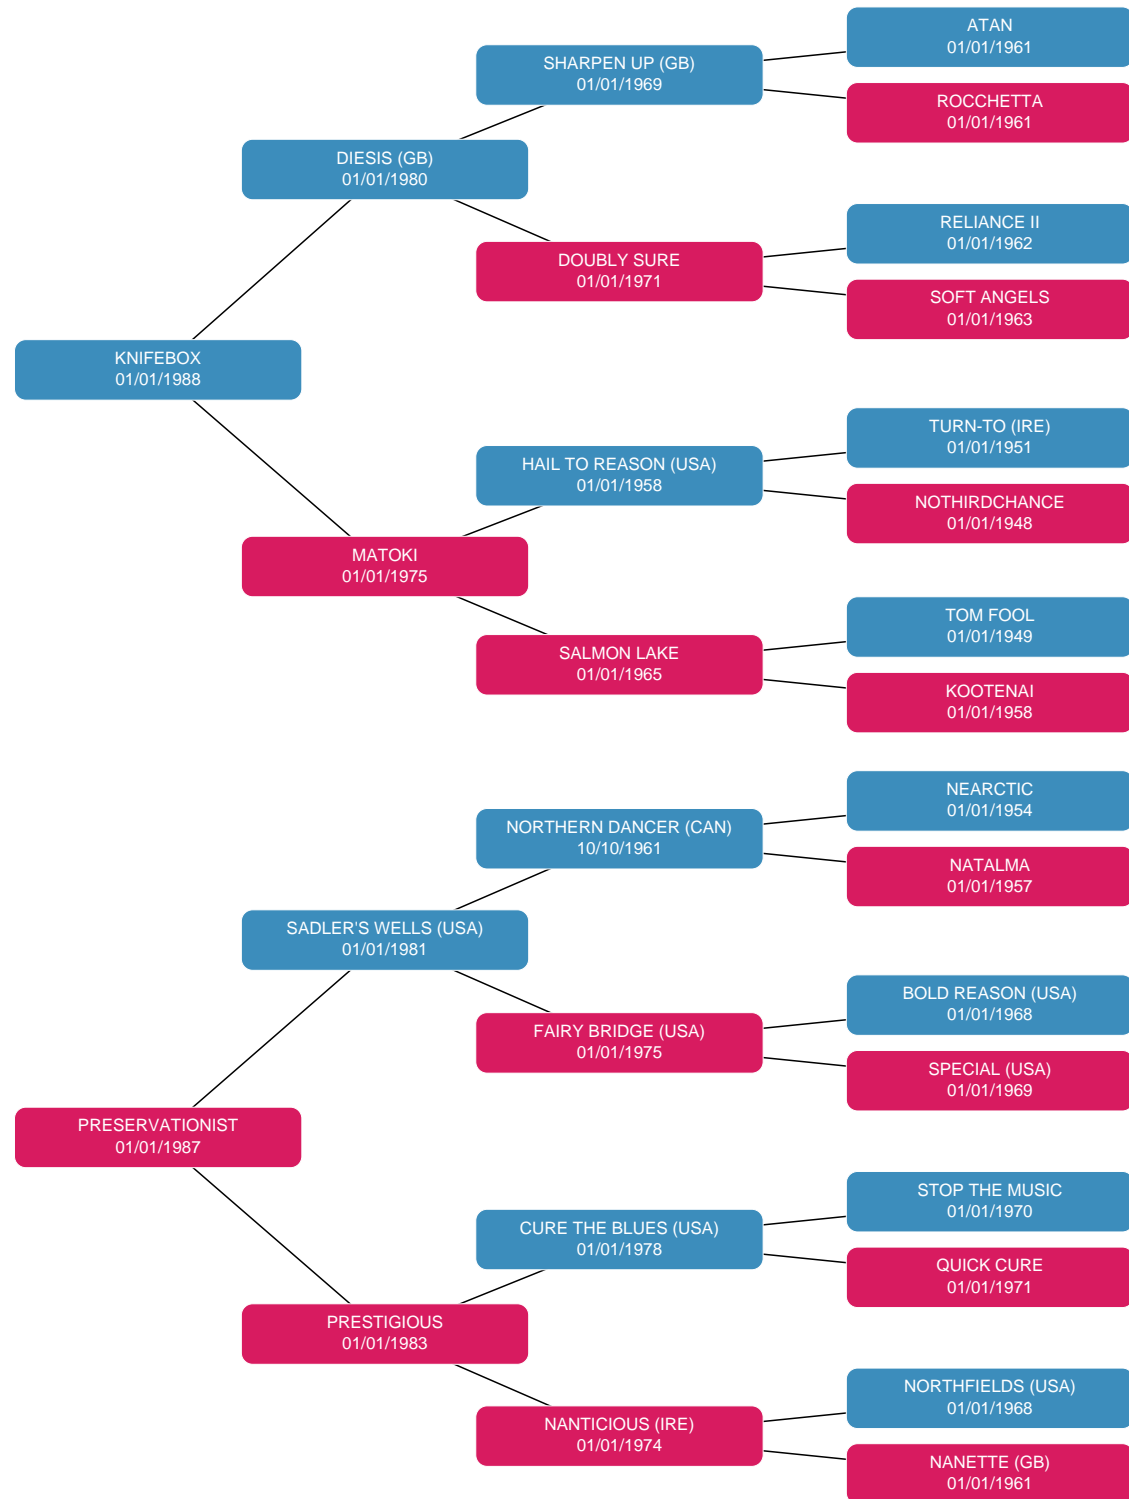 ATAN
01/01/1961
SHARPEN UP (GB)
01/01/1969
ROCCHETTA
01/01/1961
DIESIS (GB)
01/01/1980
RELIANCE II
01/01/1962
DOUBLY SURE
01/01/1971
SOFT ANGELS
01/01/1963
KNIFEBOX
01/01/1988
TURN-TO (IRE)
01/01/1951
HAIL TO REASON (USA)
01/01/1958
NOTHIRDCHANCE
01/01/1948
MATOKI
01/01/1975
TOM FOOL
01/01/1949
SALMON LAKE
01/01/1965
KOOTENAI
01/01/1958
NEARCTIC
01/01/1954
NORTHERN DANCER (CAN)
10/10/1961
NATALMA
01/01/1957
SADLER'S WELLS (USA)
01/01/1981
BOLD REASON (USA)
01/01/1968
FAIRY BRIDGE (USA)
01/01/1975
SPECIAL (USA)
01/01/1969
PRESERVATIONIST
01/01/1987
STOP THE MUSIC
01/01/1970
CURE THE BLUES (USA)
01/01/1978
QUICK CURE
01/01/1971
PRESTIGIOUS
01/01/1983
NORTHFIELDS (USA)
01/01/1968
NANTICIOUS (IRE)
01/01/1974
NANETTE (GB)
01/01/1961